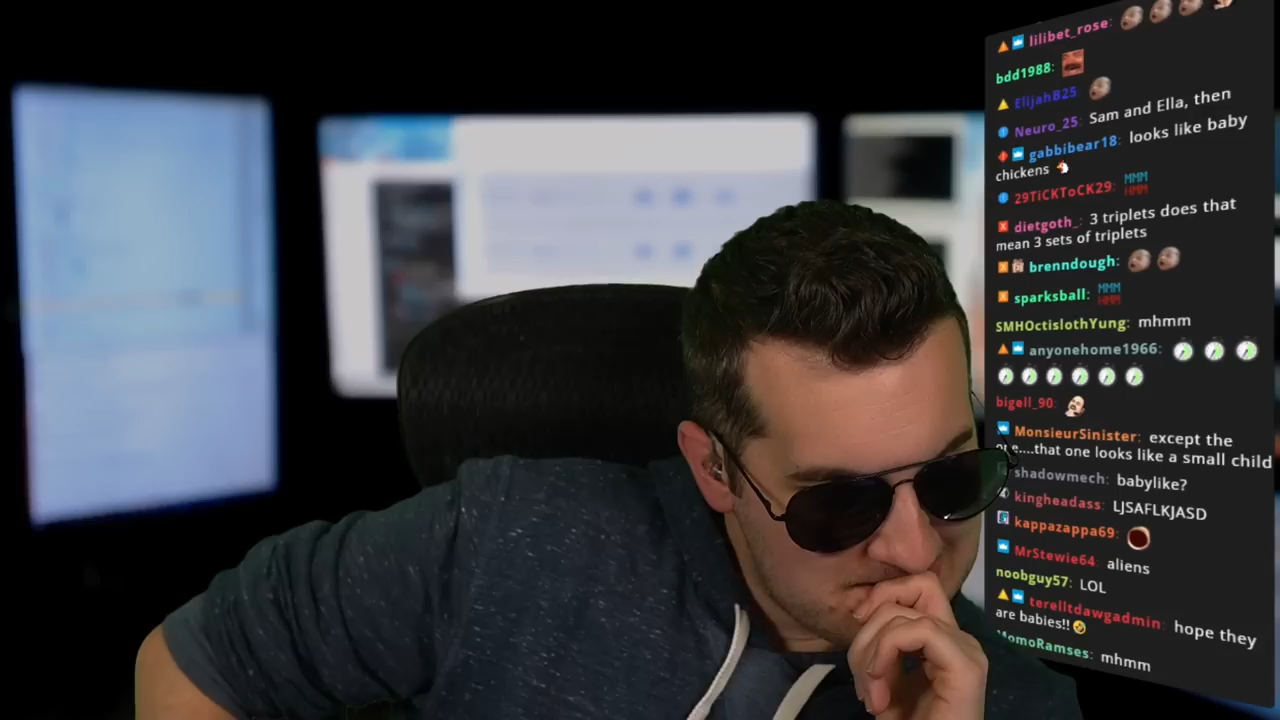 lilibet_rose:
bdd1988:
ElijahB25
Neuro_25: Sam and Ella, then
gabbibear18: looks like baby
chickens
29TiCKToCK29: MMM
HMM
dietgoth_: 3 triplets does that
mean 3 sets of triplets
brenndough:
sparksball: MMM
HMM
SMHOctislothYung: mhmm
anyonehome1966:
bigell_90:
MonsieurSinister: except the
one....that one looks like a small child
shadowmech: babylike?
kingheadass: LJSAFLKJASD
kappazappa69:
MrStewie64: aliens
noobguy57: LOL
terelltdawgadmin: hope they
are babies!!
MomoRamses: mhmm